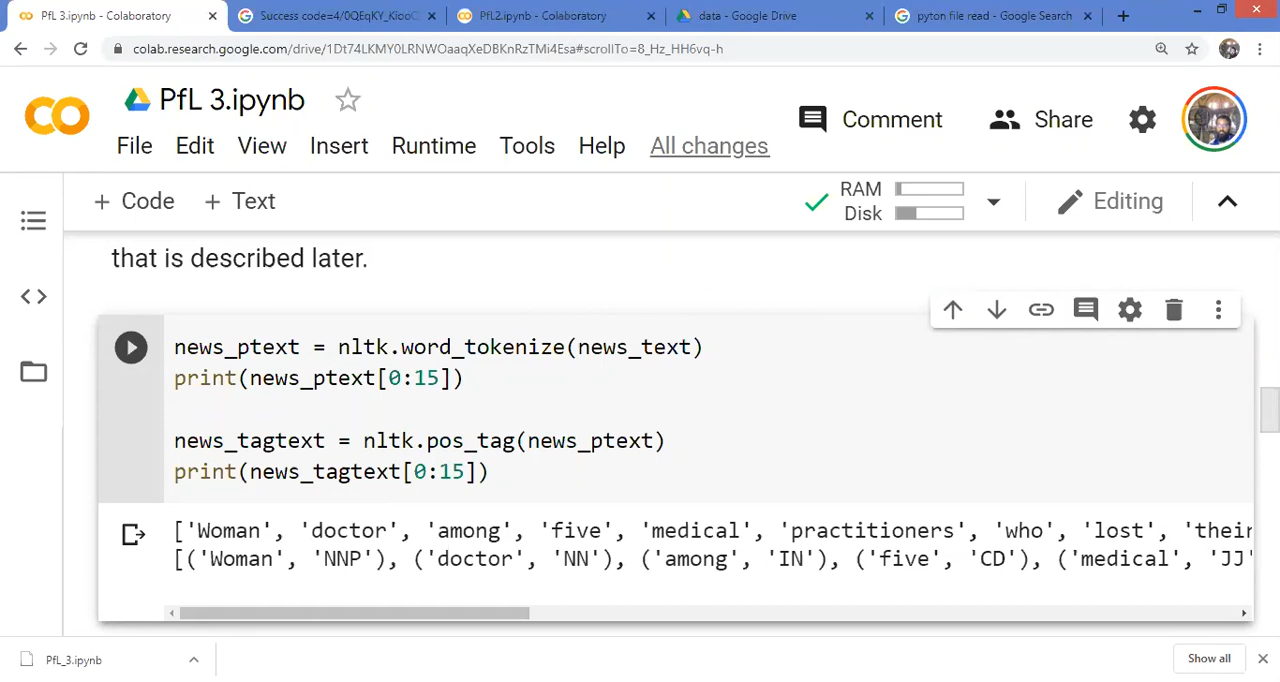 PfL 3.ipynb - Colaboratory
Success code=4/0QEqKY_
PfL2.ipynb - Colaboratory
data - Google Drive
pyton file read - Google Search
colab.research.google.com/drive/1Dt74LKMY0LRNWOaaqXeDBKnRzTMi4Esa#scrollTo=8_Hz_HH6vq-h
PfL 3.ipynb
Comment
Share
File Edit View Insert Runtime Tools Help All changes
+ Code + Text
RAM
Disk
Editing
that is described later.
news_ptext = nltk.word_tokenize(news_text)
print(news_ptext[0:15])
news_tagtext = nltk.pos_tag(news_ptext)
print(news_tagtext[0:15])
['Woman', 'doctor', 'among', 'five', 'medical', 'practitioners', 'who', 'lost', 'their
[('Woman', 'NNP'), ('doctor', 'NN'), ('among', 'IN'), ('five', 'CD'), ('medical', 'JJ'
PfL_3.ipynb
Show all